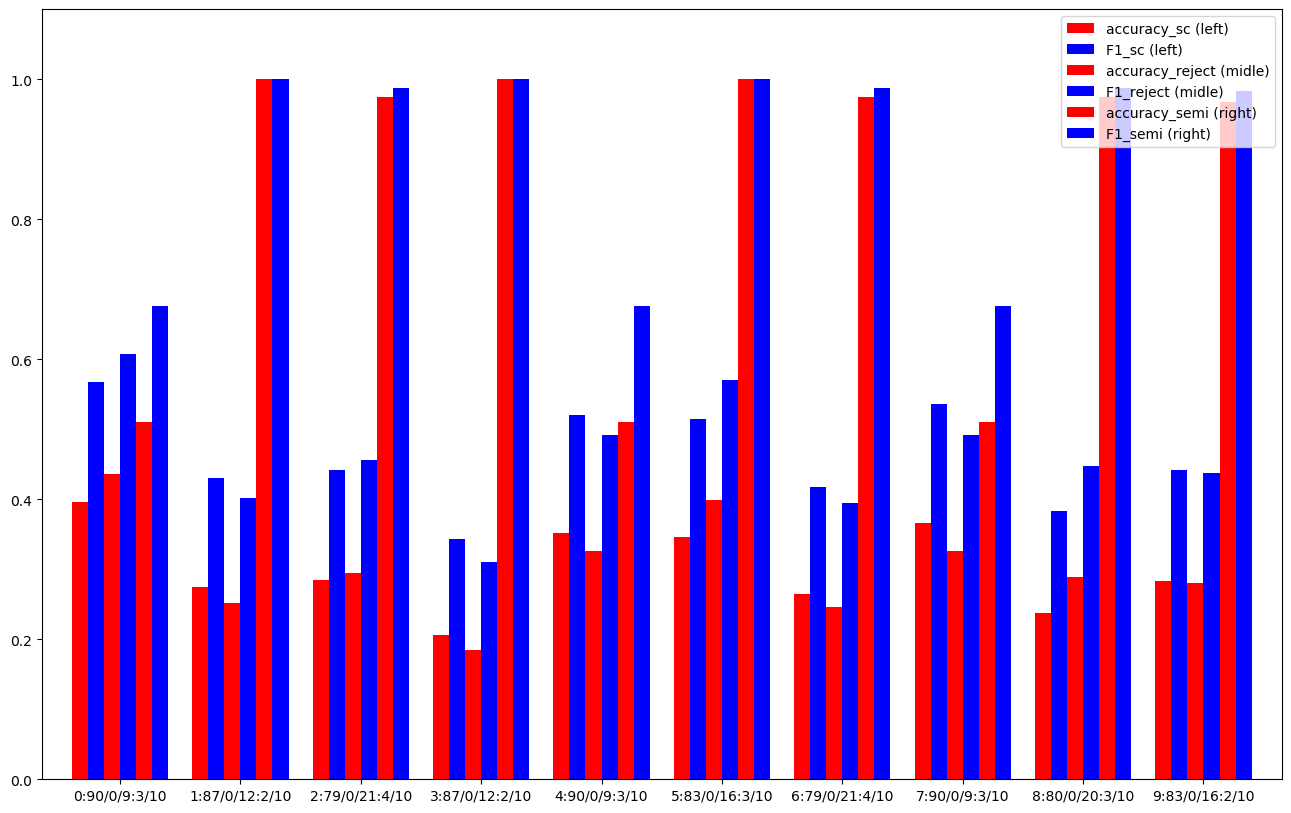 accuracy_sc (left)
F1_sc (left)
accuracy_reject (midle)
F1_reject (midle)
accuracy_semi (right)
F1_semi (right)
1.0
0.8
0.6
0.4
0.2
0.0
0:90/0/9:3/10 1:87/0/12:2/10 2:79/0/21:4/10 3:87/0/12:2/10 4:90/0/9:3/10 5:83/0/16:3/10 6:79/0/21:4/10 7:90/0/9:3/10 8:80/0/20:3/10 9:83/0/16:2/10